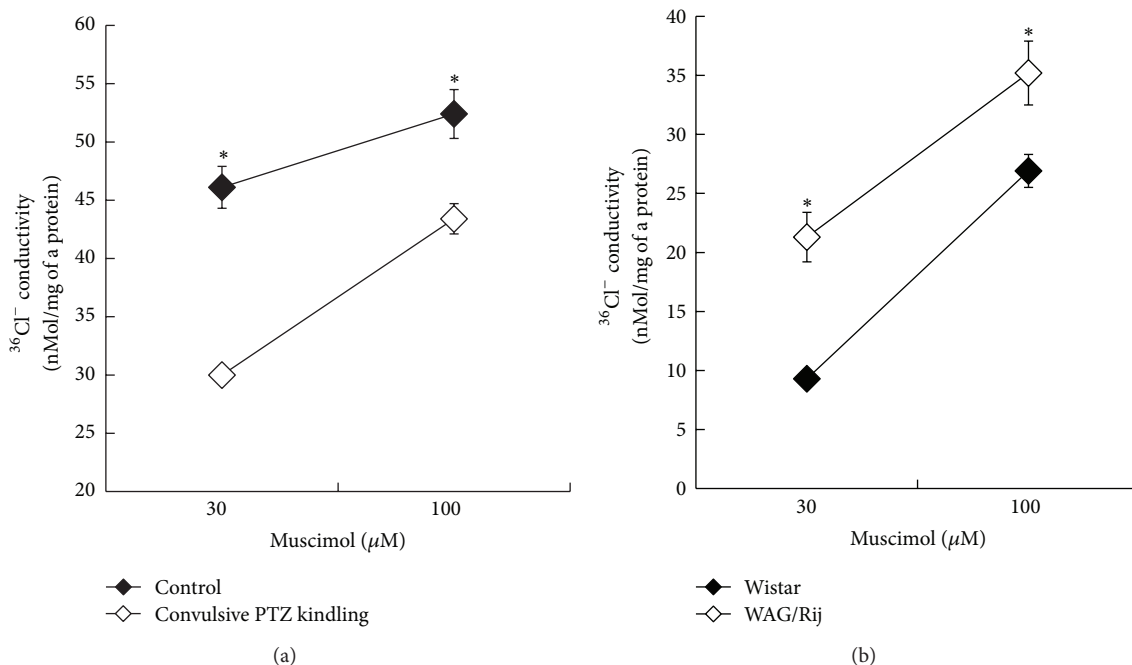 60
55
50
45
40
35
30
25
20
³⁶Cl⁻ conductivity
(nMol/mg of a protein)
*
*
30
100
Muscimol (μM)
Control
Convulsive PTZ kindling
(a)
40
35
30
25
20
15
10
5
0
³⁶Cl⁻ conductivity
(nMol/mg of a protein)
*
*
30
100
Muscimol (μM)
Wistar
WAG/Rij
(b)